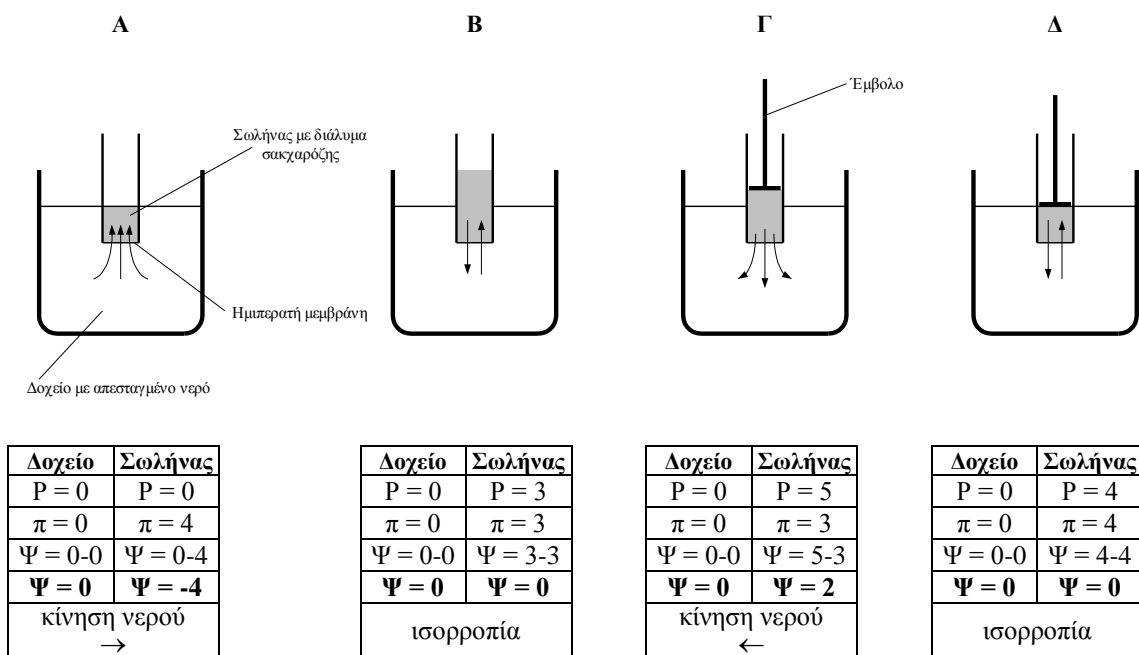 Α Β Γ Δ
Έμβολο
Σωλήνας με διάλυμα
σακχαρόζης
Ημιπερατή μεμβράνη
Δοχείο με απεσταγμένο νερό
Δοχείο Σωλήνας
P = 0 P = 0
π = 0 π = 4
Ψ = 0-0 Ψ = 0-4
Ψ = 0 Ψ = -4
κίνηση νερού
→
Δοχείο Σωλήνας
P = 0 P = 3
π = 0 π = 3
Ψ = 0-0 Ψ = 3-3
Ψ = 0 Ψ = 0
ισορροπία
Δοχείο Σωλήνας
P = 0 P = 5
π = 0 π = 3
Ψ = 0-0 Ψ = 5-3
Ψ = 0 Ψ = 2
κίνηση νερού
←
Δοχείο Σωλήνας
P = 0 P = 4
π = 0 π = 4
Ψ = 0-0 Ψ = 4-4
Ψ = 0 Ψ = 0
ισορροπία